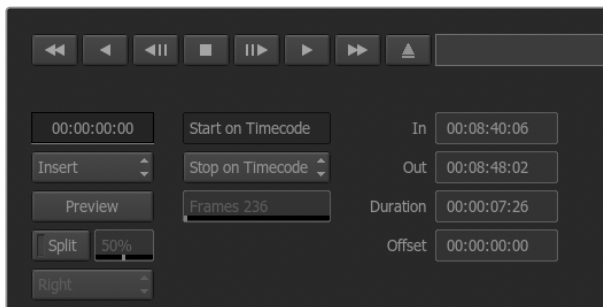 00:00:00:00 Start on Timecode In 00:08:40:06
Insert Stop on Timecode Out 00:08:48:02
Preview Frames 236 Duration 00:00:07:26
Split 50% Offset 00:00:00:00
Right